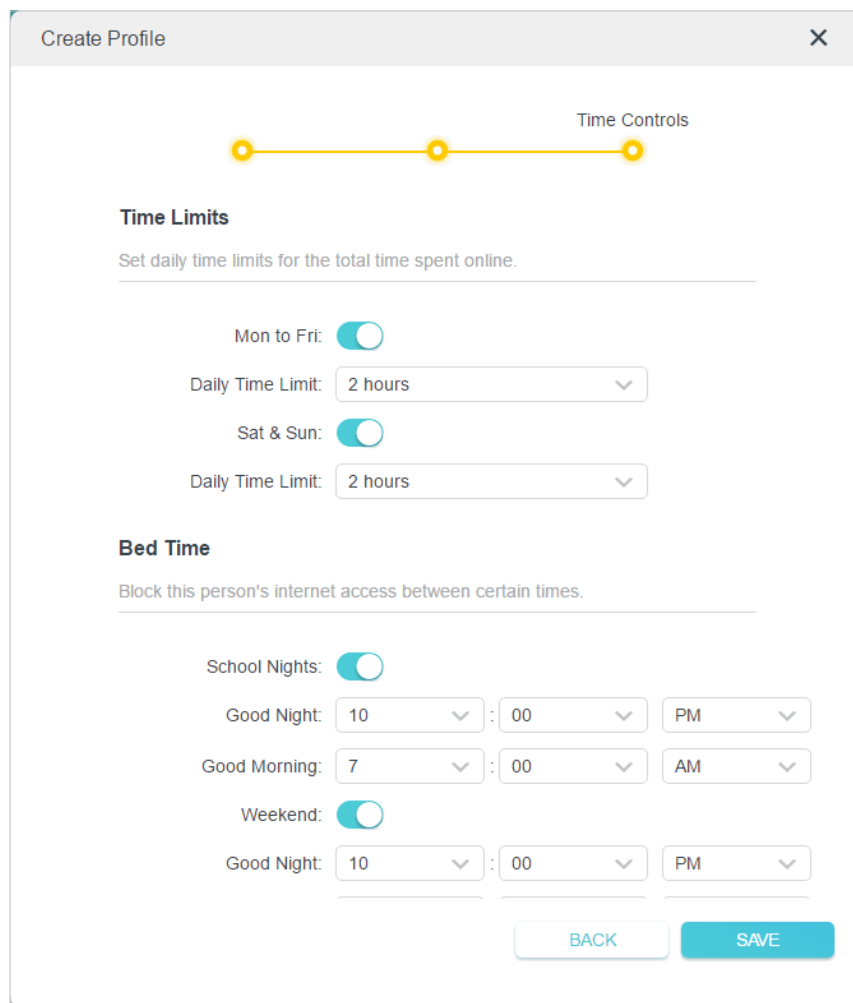 Create Profile
Time Controls
Time Limits
Set daily time limits for the total time spent online.
Mon to Fri:
Daily Time Limit: 2 hours
Sat & Sun:
Daily Time Limit: 2 hours
Bed Time
Block this person's internet access between certain times.
School Nights:
Good Night: 10 : 00 PM
Good Morning: 7 : 00 AM
Weekend:
Good Night: 10 : 00 PM
BACK SAVE